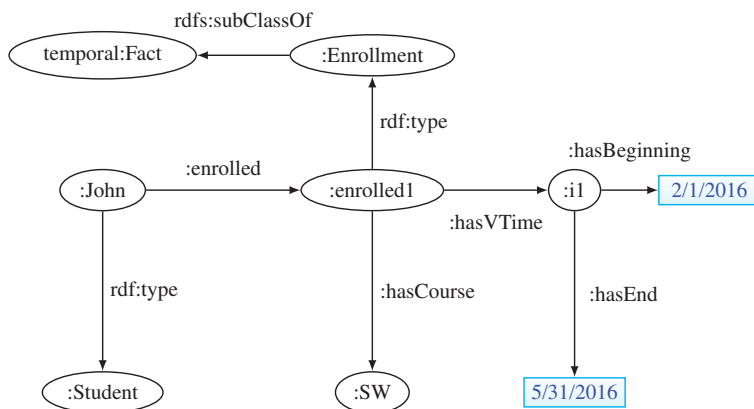 rdfs:subClassOf
temporal:Fact
:Enrollment
rdf:type
:hasBeginning
:enrolled
:John
:enrolled1
:i1
2/1/2016
:hasVTime
rdf:type
:hasCourse
:hasEnd
:Student
:SW
5/31/2016